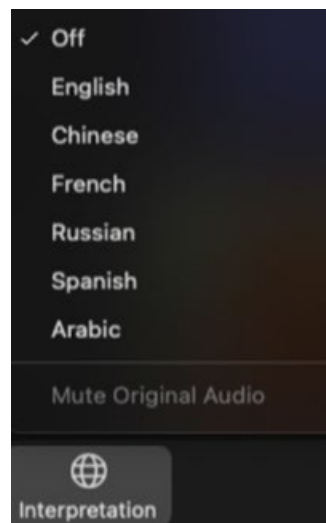 Off
English
Chinese
French
Russian
Spanish
Arabic
Mute Original Audio
Interpretation